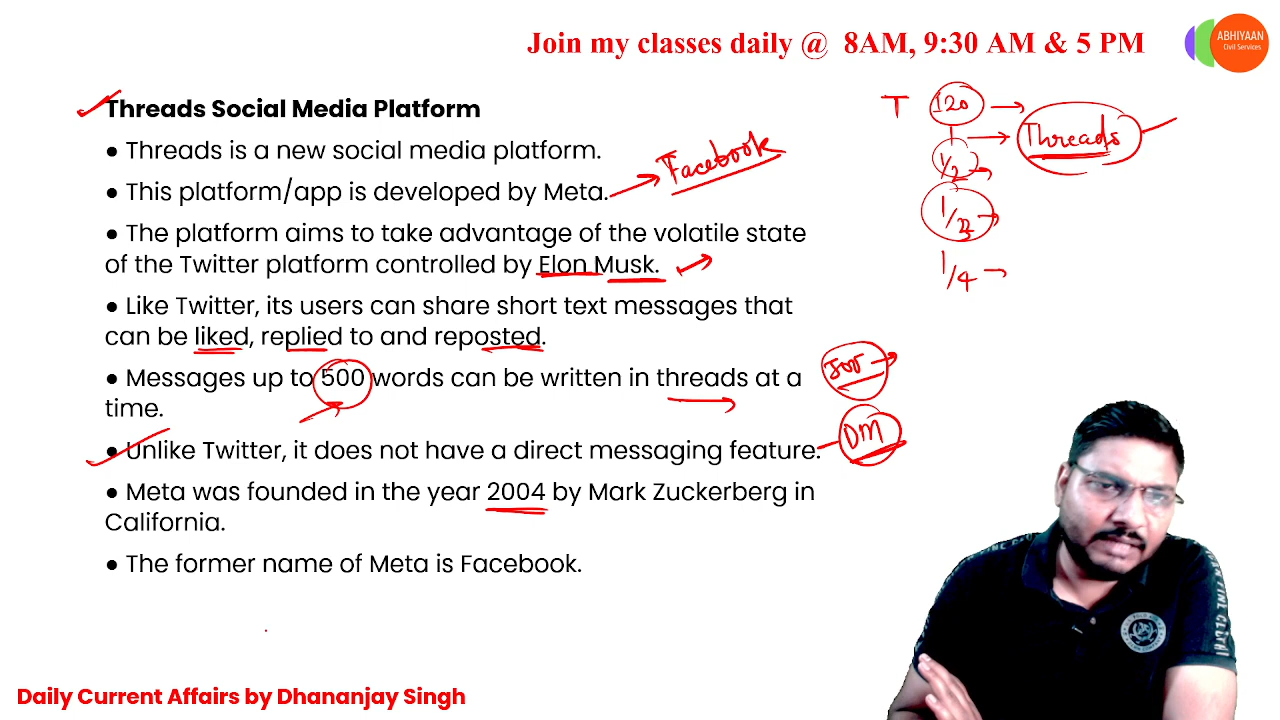 Join my classes daily @ 8AM, 9:30 AM & 5 PM
ABHIYAAN
Civil Services
Threads Social Media Platform
T 120
Threads
1/2
1/4
● Threads is a new social media platform.
Facebook
● This platform/app is developed by Meta.
● The platform aims to take advantage of the volatile state
of the Twitter platform controlled by Elon Musk.
● Like Twitter, its users can share short text messages that
can be liked, replied to and reposted.
● Messages up to 500 words can be written in threads at a
time.
500
● Unlike Twitter, it does not have a direct messaging feature.
DM
● Meta was founded in the year 2004 by Mark Zuckerberg in
California.
● The former name of Meta is Facebook.
Daily Current Affairs by Dhananjay Singh